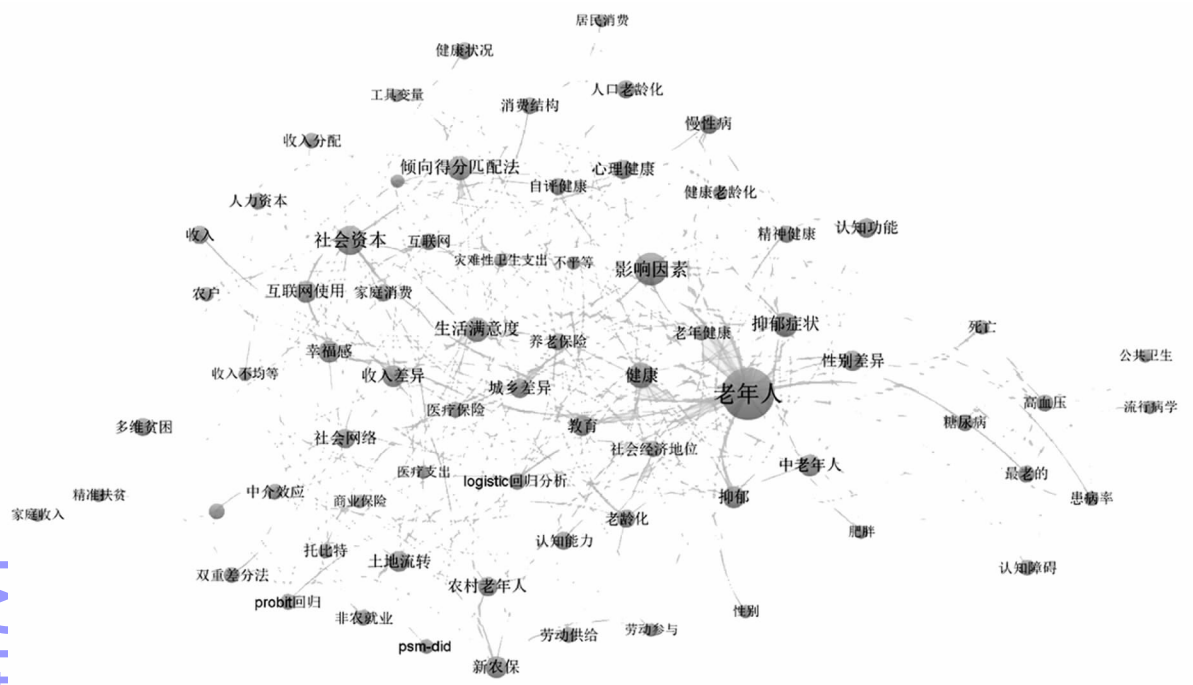 居民消费
健康状况
人口老龄化
工具变量
消费结构
慢性病
收入分配
倾向得分匹配法
心理健康
自评健康
健康老龄化
人力资本
认知功能
精神健康
收入
社会资本
互联网
灾难性卫生支出
不平等
影响因素
农户
互联网使用
家庭消费
生活满意度
老年健康
抑郁症状
死亡
养老保险
幸福感
公共卫生
性别差异
收入不均等
收入差异
城乡差异
健康
老年人
医疗保险
高血压
流行病学
多维贫困
教育
糖尿病
社会网络
社会经济地位
中老年人
医疗支出
logistic回归分析
最老的
精准扶贫
中介效应
商业保险
抑郁
患病率
家庭收入
老龄化
肥胖
认知能力
托比特
土地流转
双重差分法
认知障碍
农村老年人
probit回归
非农就业
性别
劳动供给
劳动参与
psm-did
新农保